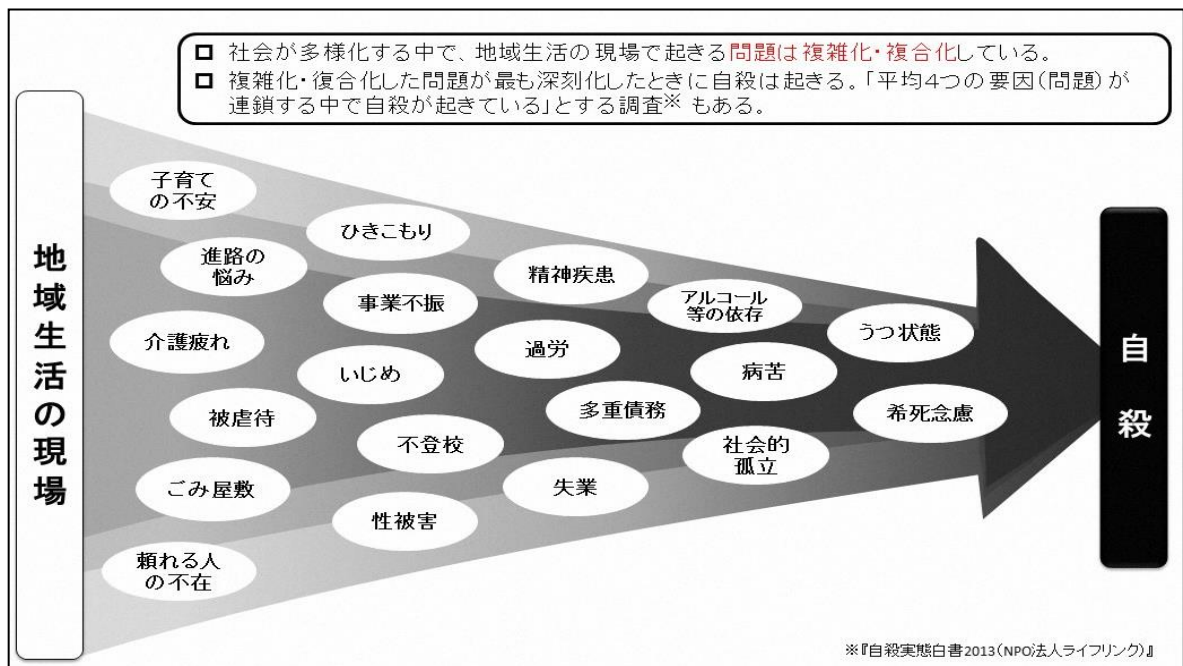 □ 社会が多様化する中で、地域生活の現場で起きる問題は複雑化・複合化している。
□ 複雑化・復合化した問題が最も深刻化したときに自殺は起きる。「平均4つの要因(問題)が
連鎖する中で自殺が起きている」とする調査※ もある。
地域生活の現場
子育て
の不安
進路の
悩み
介護疲れ
被虐待
ごみ屋敷
頼れる人
の不在
ひきこもり
事業不振
いじめ
不登校
性被害
精神疾患
過労
多重債務
失業
アルコール
等の依存
病苦
社会的
孤立
うつ状態
希死念慮
自殺
※『自殺実態白書2013(NPO法人ライフリンク)』